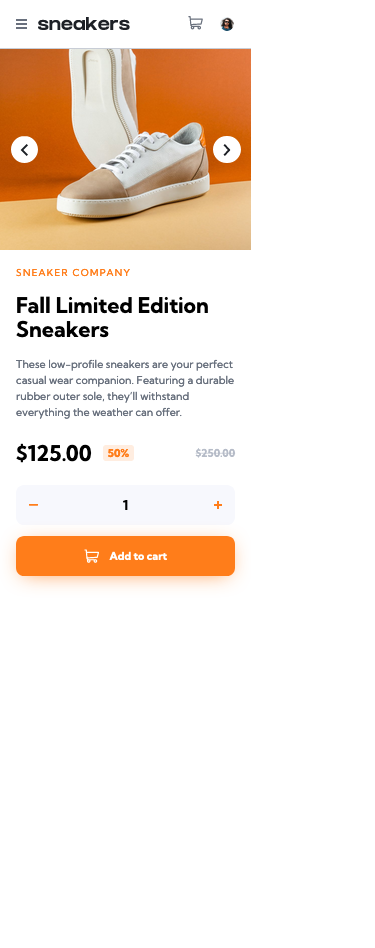 sneakers
SNEAKER COMPANY
Fall Limited Edition
Sneakers
These low-profile sneakers are your perfect
casual wear companion. Featuring a durable
rubber outer sole, they’ll withstand
everything the weather can offer.
$125.00 50% $250.00
− 1 +
Add to cart